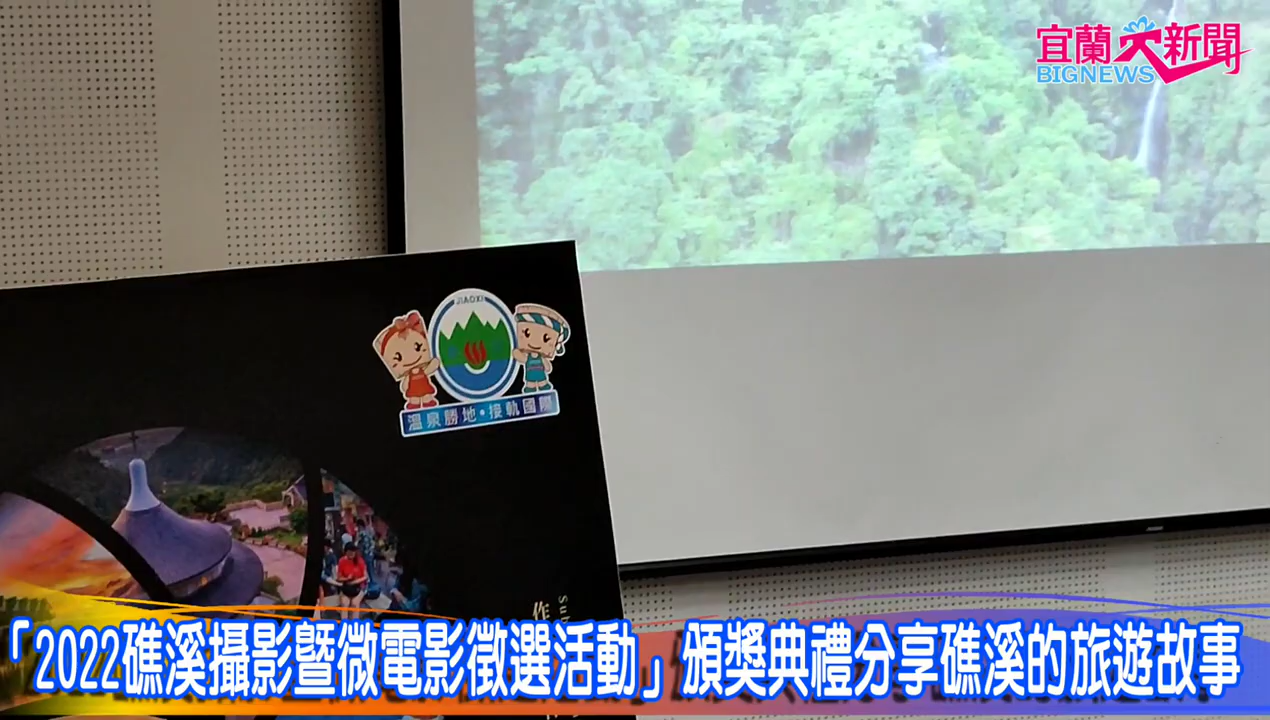 宜蘭大新聞
BIGNEWS
JIAOXI
溫泉勝地•接軌國際
作
Su
「2022礁溪攝影暨微電影徵選活動」頒獎典禮分享礁溪的旅遊故事